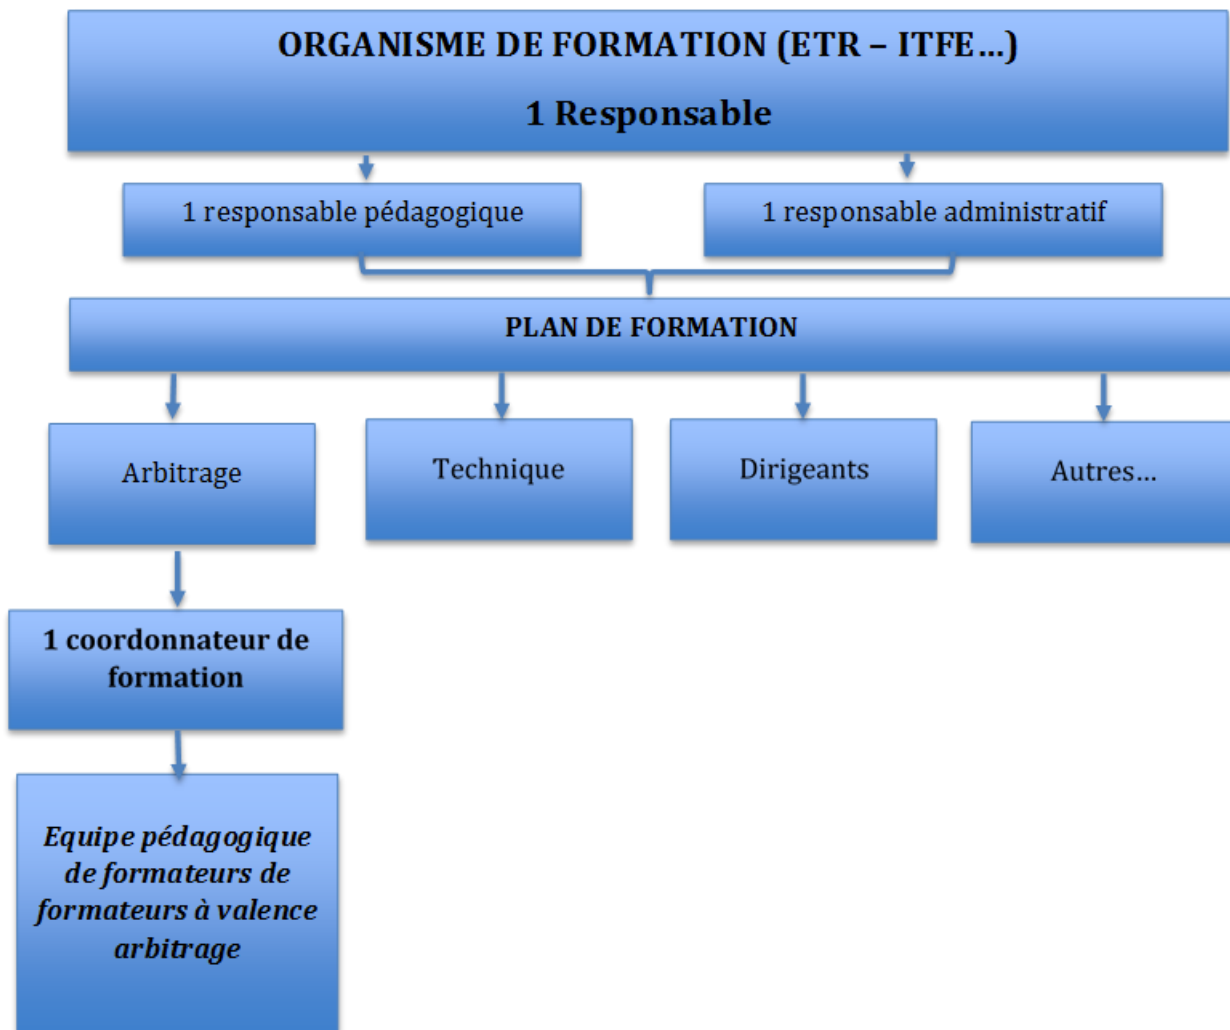 ORGANISME DE FORMATION (ETR – ITFE…)
1 Responsable
1 responsable pédagogique
1 responsable administratif
PLAN DE FORMATION
Arbitrage
Technique
Dirigeants
Autres…
1 coordonnateur de
formation
Equipe pédagogique
de formateurs de
formateurs à valence
arbitrage